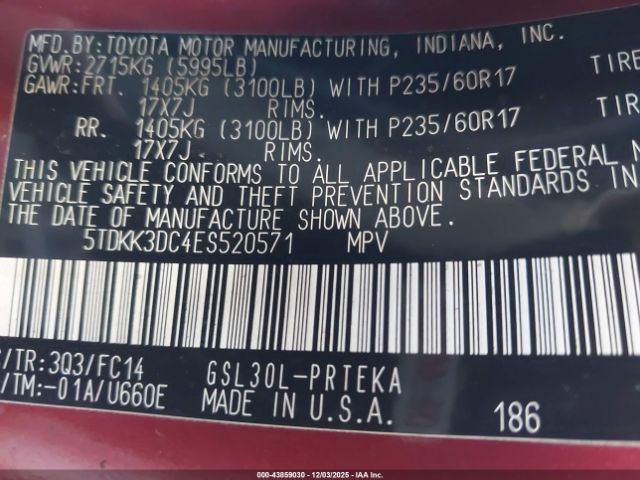 MFD.BY:TOYOTA MOTOR MANUFACTURING, INDIANA, INC.
GVWR:2715KG (5995LB)
GAWR:FRT. 1405KG (3100LB) WITH P235/60R17 TIRE
17X7J RIMS.
RR. 1405KG (3100LB) WITH P235/60R17 TIRE
17X7J RIMS.
THIS VEHICLE CONFORMS TO ALL APPLICABLE FEDERAL
VEHICLE SAFETY AND THEFT PREVENTION STANDARDS IN
THE DATE OF MANUFACTURE SHOWN ABOVE.
5TDKK3DC4ES520571 MPV
/TR:3Q3/FC14 GSL30L-PRTEKA
/TM:-01A/U660E MADE IN U.S.A. 186
000-43859030 - 12/03/2025 - IAA Inc.